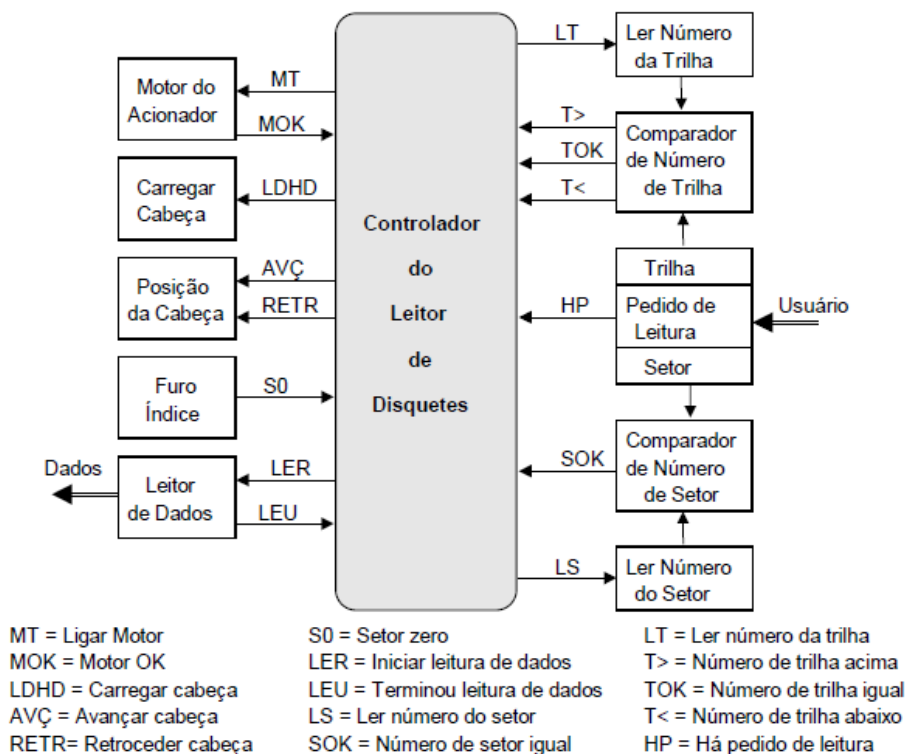 LT
Ler Número
da Trilha
Motor do
Acionador
MT
MOK
T>
TOK
T<
Comparador
de Número
de Trilha
Carregar
Cabeça
LDHD
Controlador
do
Leitor
de
Disquetes
Posição
da Cabeça
AVÇ
RETR
HP
Trilha
Pedido de
Leitura
Setor
Usuário
Furo
Índice
S0
Dados
Leitor
de Dados
LER
LEU
SOK
Comparador
de Número
de Setor
LS
Ler Número
do Setor
MT = Ligar Motor
MOK = Motor OK
LDHD = Carregar cabeça
AVÇ = Avançar cabeça
RETR= Retroceder cabeça
S0 = Setor zero
LER = Iniciar leitura de dados
LEU = Terminou leitura de dados
LS = Ler número do setor
SOK = Número de setor igual
LT = Ler número da trilha
T> = Número de trilha acima
TOK = Número de trilha igual
T< = Número de trilha abaixo
HP = Há pedido de leitura